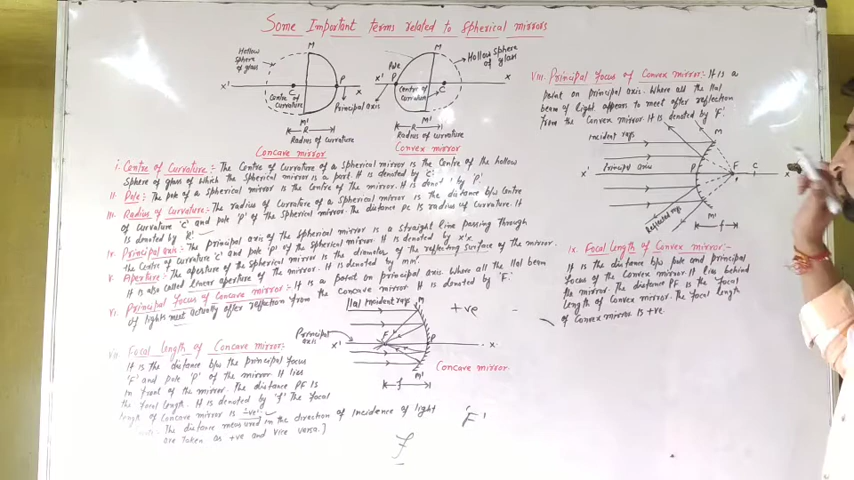 Some Important terms related to Spherical mirrors
Hollow
Sphere
of glass
M
X'
C
P
X
Centre of
Curvature
Principal axis
M'
R
Radius of curvature
Concave mirror
Pole
M
Hollow sphere
of glass
X'
P
C
X
Centre of
Curvature
M'
R
Radius of curvature
Convex mirror
i. Centre of Curvature: The Centre of Curvature of a spherical mirror is the Centre of the hollow
Sphere of glass of which the Spherical mirror is a part. It is denoted by 'C'.
ii. Pole: The pole of a Spherical mirror is the Centre of the mirror. It is denoted by 'P'
iii. Radius of Curvature: The radius of curvature of a Spherical mirror is the distance b/w Centre
of curvature 'C' and pole 'P' of the Spherical mirror. The distance PC is radius of Curvature. It
is denoted by 'R'
iv. Principal axis: The principal axis of the Spherical mirror is a straight line passing through
the Centre of Curvature 'C' and pole 'P' of the Spherical mirror. It is denoted by X'X
v. Aperture: The aperture of the Spherical mirror is the diameter of the reflecting surface of the mirror.
It is also called linear aperture of the mirror. It is denoted by MM'
vi. Principal focus of Concave mirror: It is a point on principal axis. Where all the llal beam
of lights meet actually after reflection from the Concave mirror. It is denoted by 'F'.
llal incident rays
M
+ve
Principal
axis
X'
P
X
M'
f
Concave mirror
vii. Focal length of Concave mirror:
It is the distance b/w the principal focus
'F' and pole 'P' of the mirror. It lies
in front of the mirror. The distance PF is
the focal length. It is denoted by 'f'. The focal
length of Concave mirror is '-ve'.
The distance measured in the direction of incidence of light
are taken as +ve and vice versa.]
'F'
f
viii. Principal focus of Convex mirror: It is a
point on principal axis. Where all the llal
beam of light appears to meet after reflection
from the Convex mirror. It is denoted by 'F'.
Incident rays
M
X'
Principal axis
P
F
C
X
Reflected rays
M'
f
ix. Focal length of Convex mirror:-
It is the distance b/w pole and principal
focus of the Convex mirror. It lies behind
the mirror. The distance PF is the focal
length of Convex mirror. The focal length
of Convex mirror is +ve.